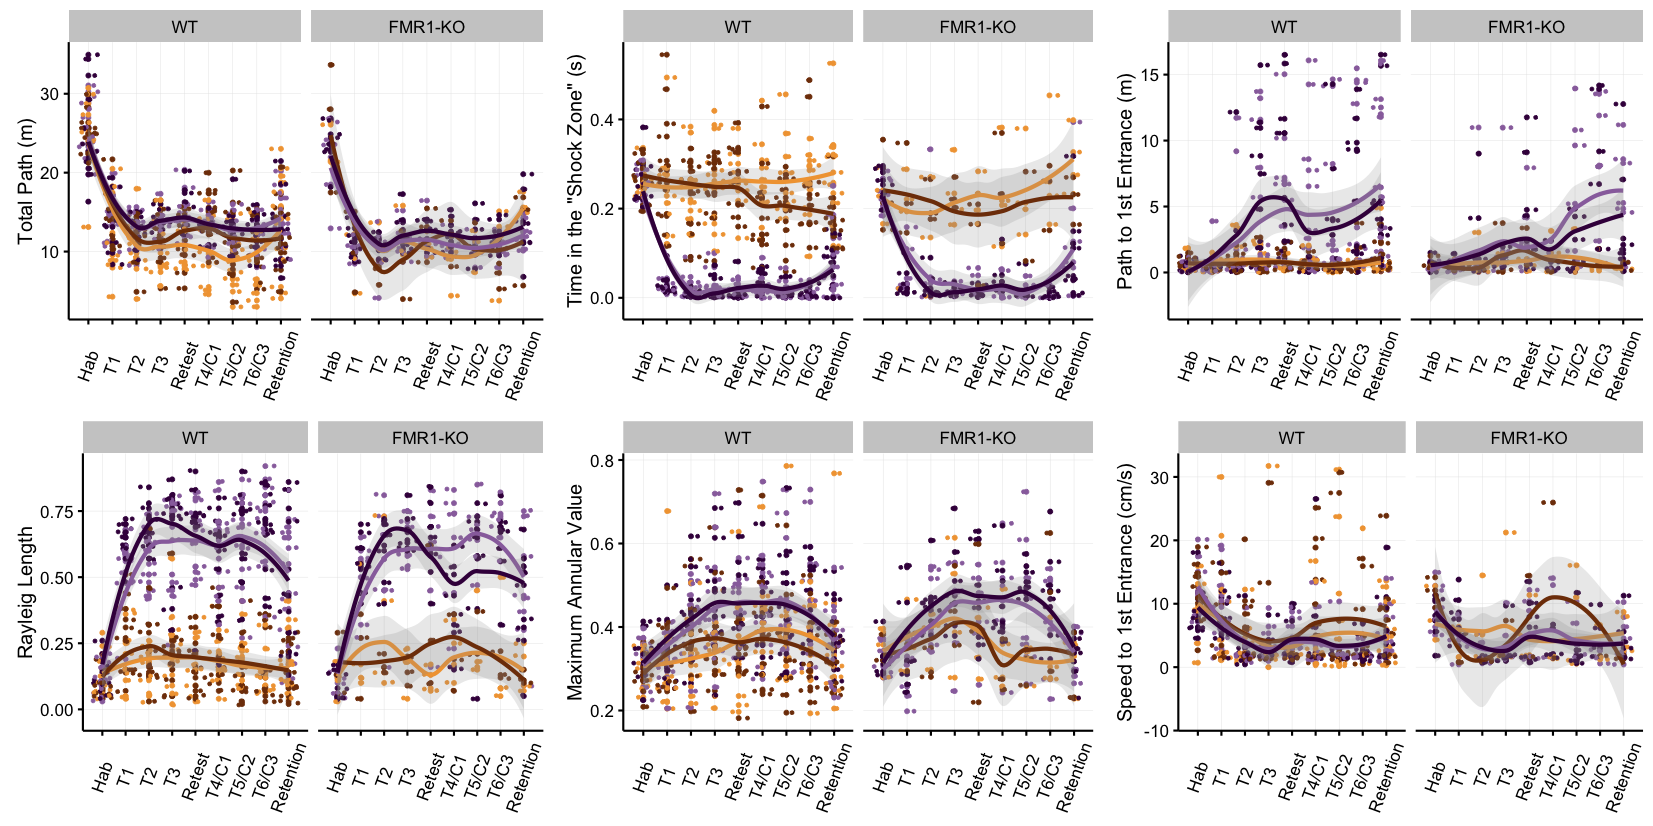 WT FMR1-KO
Total Path (m)
30
20
10
Hab T1 T2 T3 Retest T4/C1 T5/C2 T6/C3 Retention
Hab T1 T2 T3 Retest T4/C1 T5/C2 T6/C3 Retention
WT FMR1-KO
Time in the "Shock Zone" (s)
0.4
0.2
0.0
Hab T1 T2 T3 Retest T4/C1 T5/C2 T6/C3 Retention
Hab T1 T2 T3 Retest T4/C1 T5/C2 T6/C3 Retention
WT FMR1-KO
Path to 1st Entrance (m)
15
10
5
0
Hab T1 T2 T3 Retest T4/C1 T5/C2 T6/C3 Retention
Hab T1 T2 T3 Retest T4/C1 T5/C2 T6/C3 Retention
WT FMR1-KO
Rayleig Length
0.75
0.50
0.25
0.00
Hab T1 T2 T3 Retest T4/C1 T5/C2 T6/C3 Retention
Hab T1 T2 T3 Retest T4/C1 T5/C2 T6/C3 Retention
WT FMR1-KO
Maximum Annular Value
0.8
0.6
0.4
0.2
Hab T1 T2 T3 Retest T4/C1 T5/C2 T6/C3 Retention
Hab T1 T2 T3 Retest T4/C1 T5/C2 T6/C3 Retention
WT FMR1-KO
Speed to 1st Entrance (cm/s)
30
20
10
0
-10
Hab T1 T2 T3 Retest T4/C1 T5/C2 T6/C3 Retention
Hab T1 T2 T3 Retest T4/C1 T5/C2 T6/C3 Retention